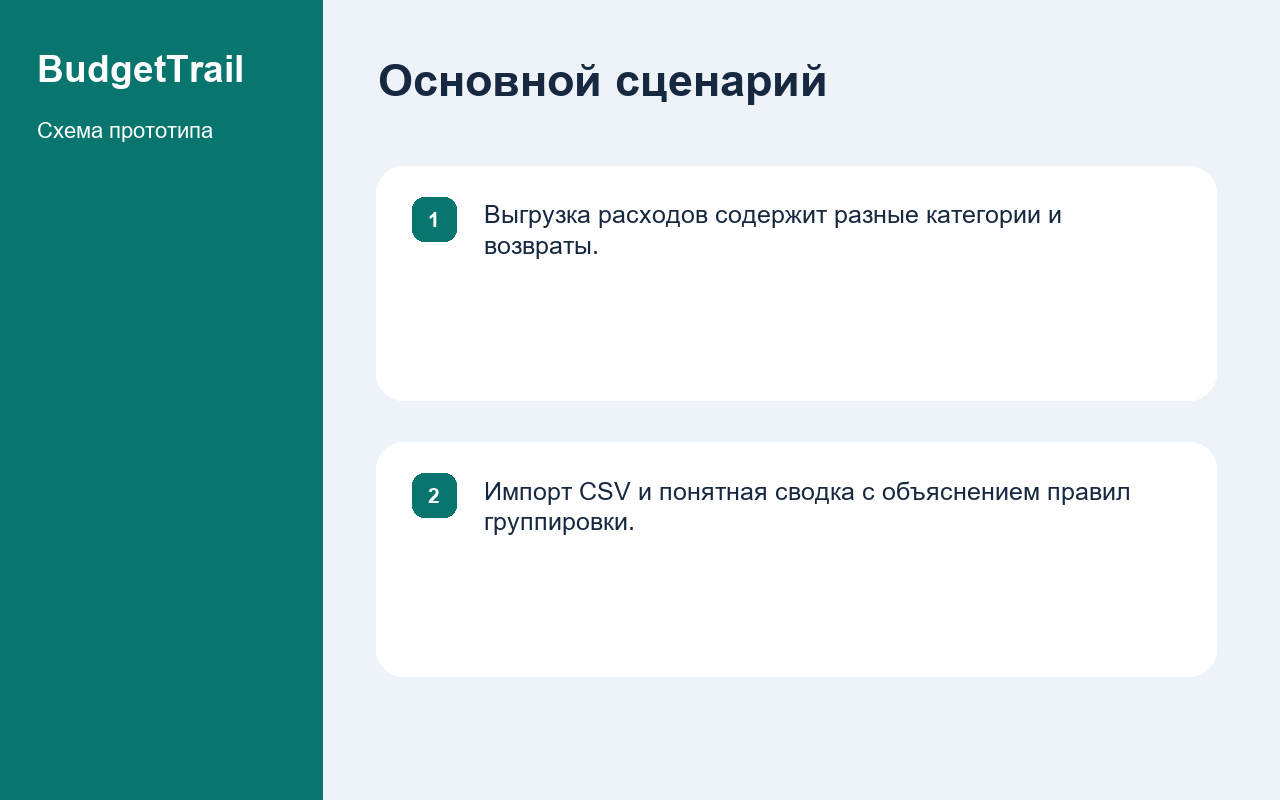 BudgetTrail
Схема прототипа
Основной сценарий
1
Выгрузка расходов содержит разные категории и
возвраты.
2
Импорт CSV и понятная сводка с объяснением правил
группировки.